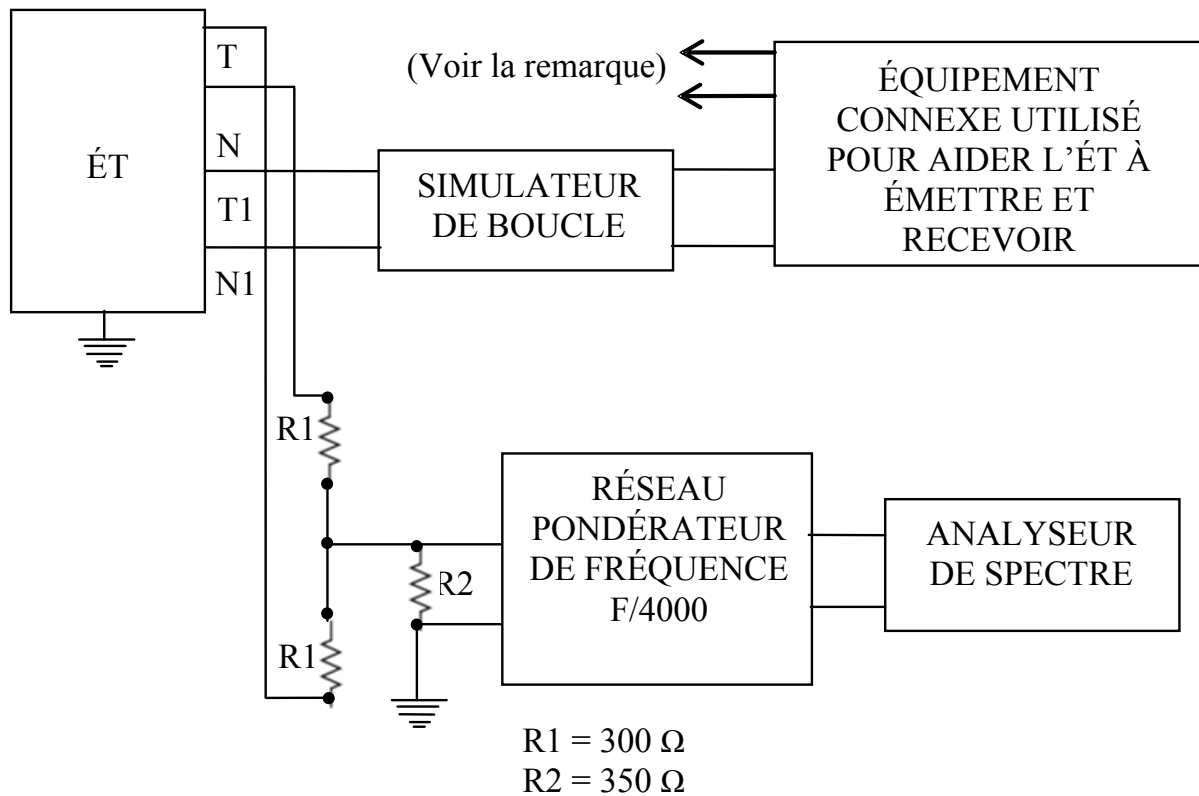 ÉT
T
N
T1
N1
(Voir la remarque)
SIMULATEUR
DE BOUCLE
ÉQUIPEMENT
CONNEXE UTILISÉ
POUR AIDER L'ÉT À
ÉMETTRE ET
RECEVOIR
R1
R1
R2
RÉSEAU
PONDÉRATEUR
DE FRÉQUENCE
F/4000
ANALYSEUR
DE SPECTRE
R1 = 300 Ω
R2 = 350 Ω